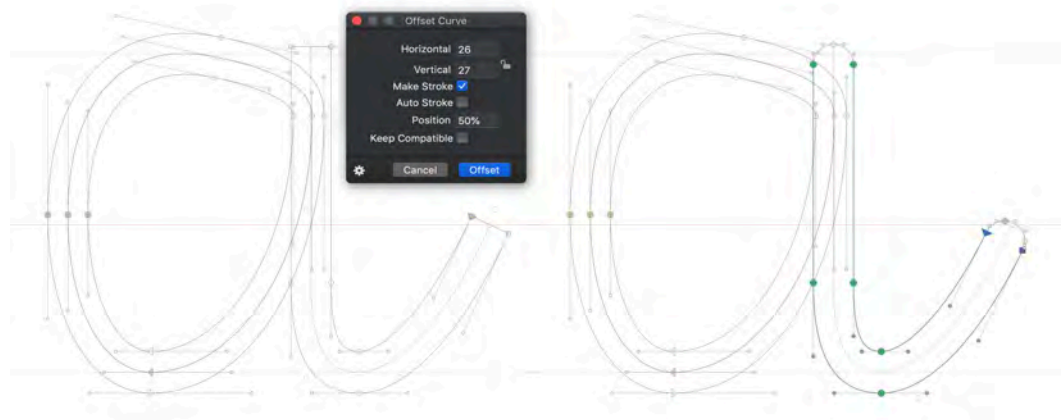 Offset Curve
Horizontal 26
Vertical 27
Make Stroke
Auto Stroke
Position 50%
Keep Compatible
Cancel Offset